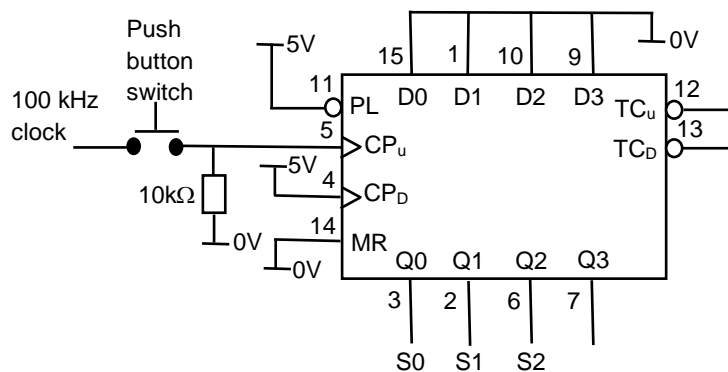 Push
button
switch
100 kHz
clock
5V
11
PL
5
CPu
5V
4
CPD
14
MR
0V
10kΩ
0V
15
1
10
9
0V
D0
D1
D2
D3
12
TCu
13
TCD
Q0
Q1
Q2
Q3
3
2
6
7
S0
S1
S2